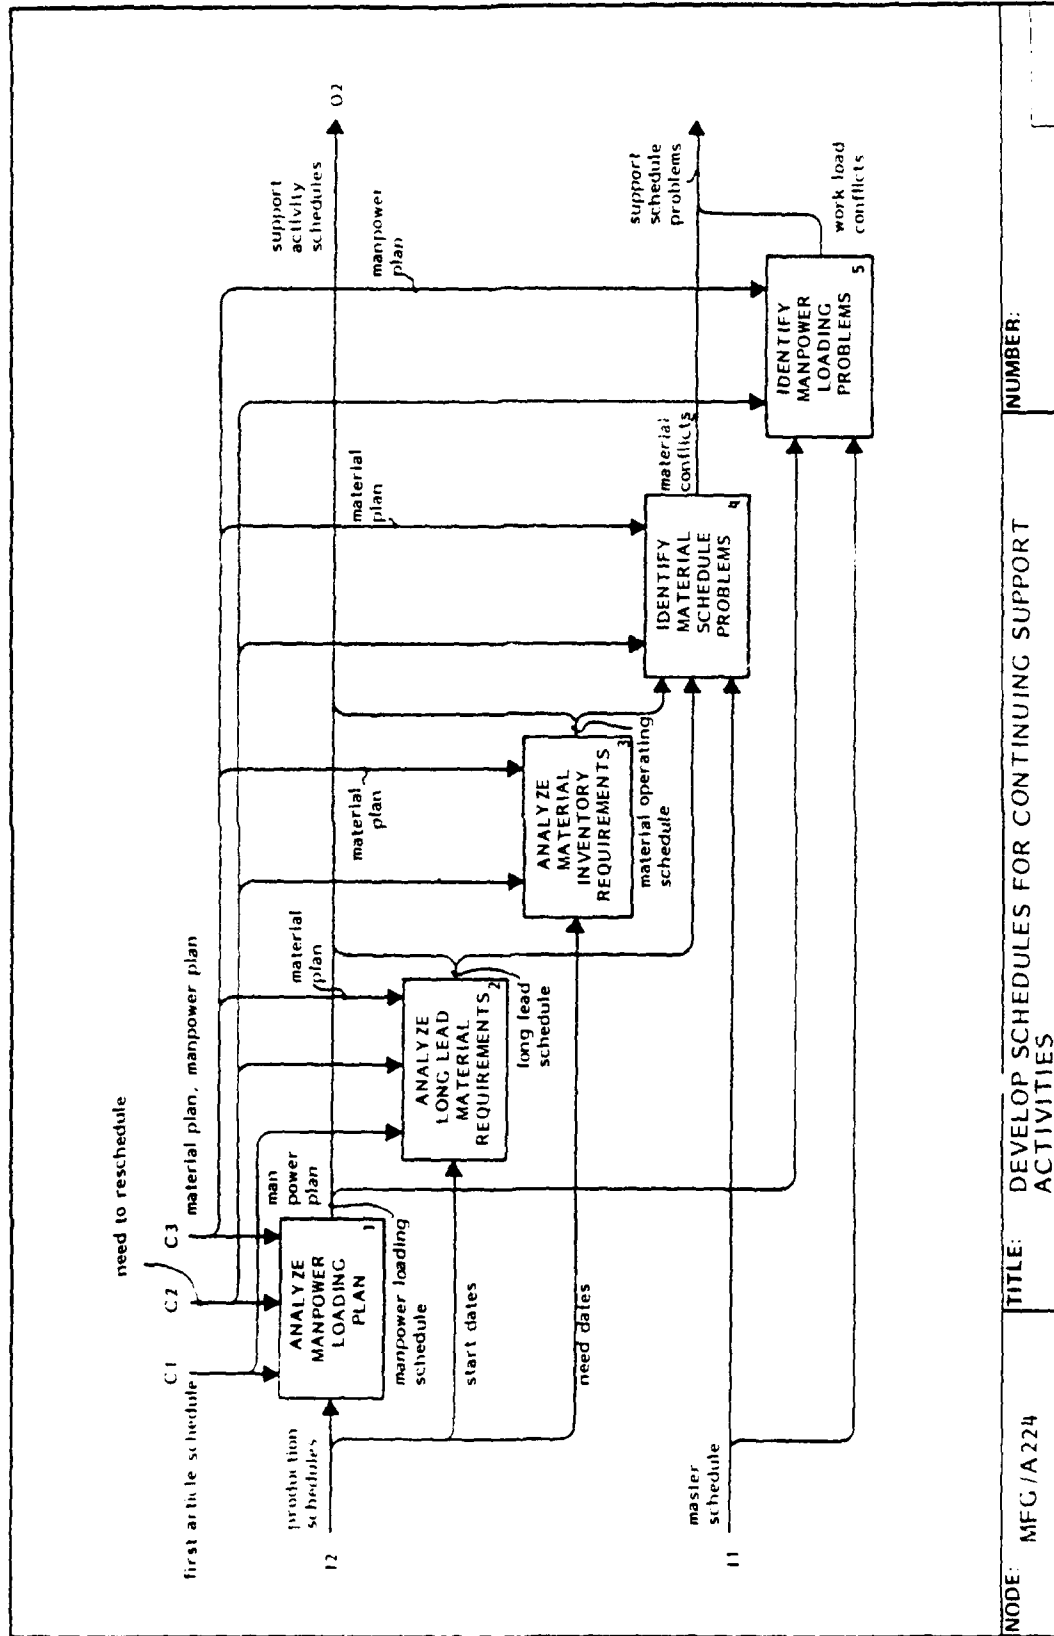 need to reschedule
first article schedule
C1
C2
C3
material plan, manpower plan
I2
production
schedules
ANALYZE
MANPOWER
LOADING
PLAN
1
man
power plan
manpower loading
schedule
start dates
need dates
ANALYZE
LONG LEAD
MATERIAL
REQUIREMENTS
2
material
plan
long lead
schedule
ANALYZE
MATERIAL
INVENTORY
REQUIREMENTS
3
material
plan
material operating
schedule
IDENTIFY
MATERIAL
SCHEDULE
PROBLEMS
4
material
plan
material
conflicts
IDENTIFY
MANPOWER
LOADING
PROBLEMS
5
manpower
plan
support
activity
schedules
O2
support
schedule
problems
work load
conflicts
master
schedule
I1
NODE: MFG/A224
TITLE: DEVELOP SCHEDULES FOR CONTINUING SUPPORT
ACTIVITIES
NUMBER: